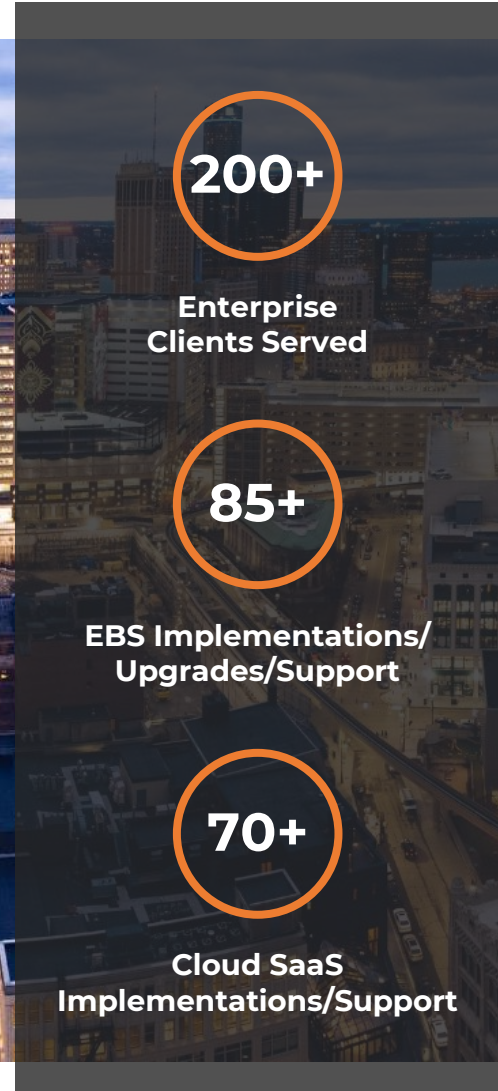 200+
Enterprise
Clients Served
85+
EBS Implementations/
Upgrades/Support
70+
Cloud SaaS
Implementations/Support